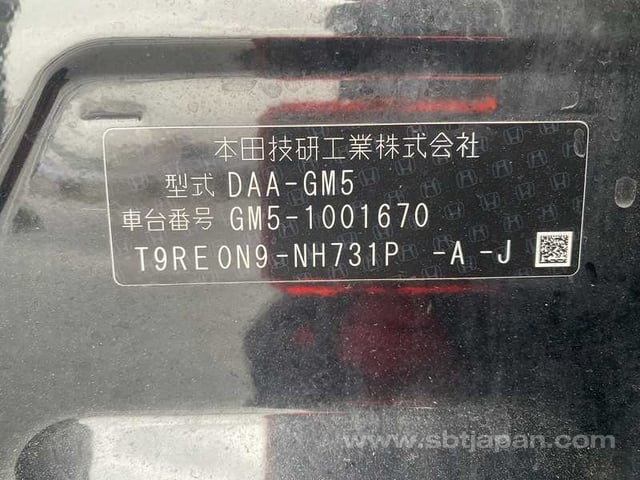 本田技研工業株式会社
型式 DAA-GM5
車台番号 GM5-1001670
T9RE0N9-NH731P -A -J
www.sbtjapan.com